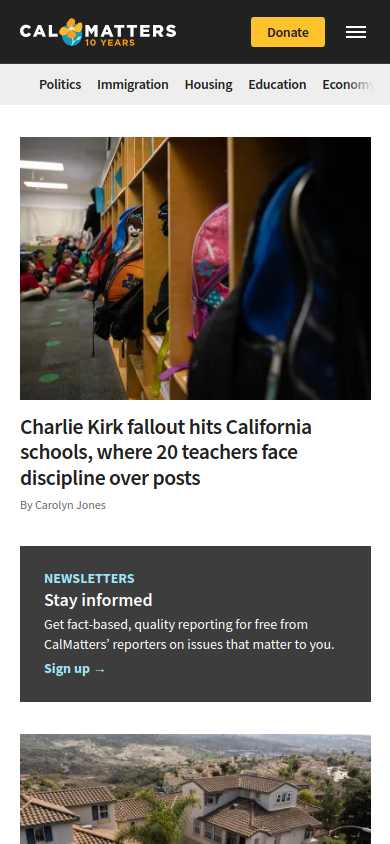 CALMATTERS
10 YEARS
Donate
Politics Immigration Housing Education Economy
Charlie Kirk fallout hits California
schools, where 20 teachers face
discipline over posts
By Carolyn Jones
NEWSLETTERS
Stay informed
Get fact-based, quality reporting for free from
CalMatters’ reporters on issues that matter to you.
Sign up →